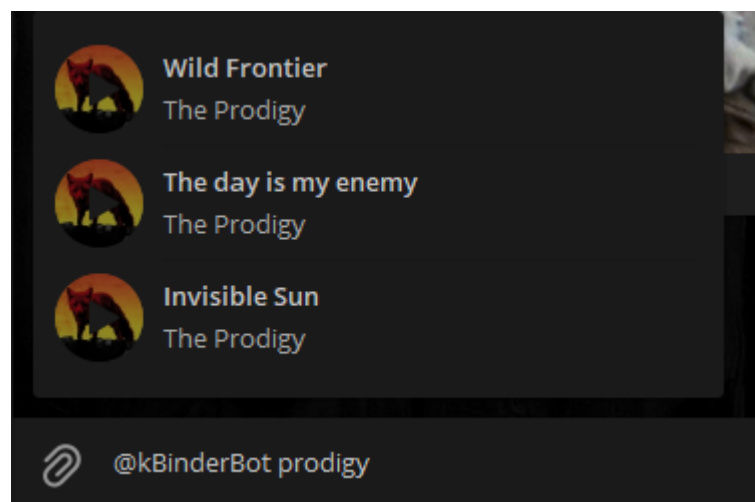 Wild Frontier
The Prodigy
The day is my enemy
The Prodigy
Invisible Sun
The Prodigy
@kBinderBot prodigy